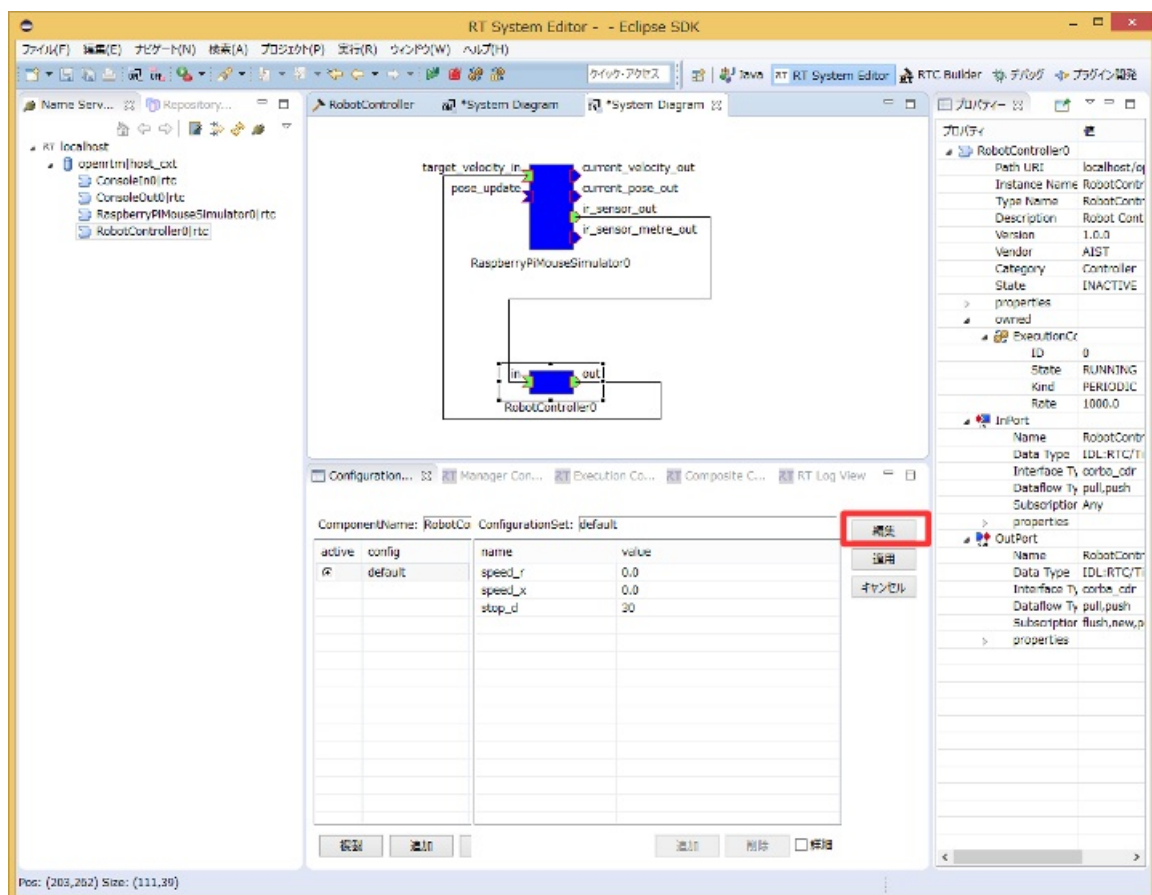 RT System Editor - - Eclipse SDK
ファイル(F) 編集(E) ナビゲート(N) 検索(A) プロジェクト(P) 実行(R) ウィンドウ(W) ヘルプ(H)
クイック・アクセス Java RT System Editor RTC Builder デバッグ プラグイン開発
Name Serv... Repository...
RT localhost
openrtm|host_cxt
ConsoleIn0|rtc
ConsoleOut0|rtc
RaspberryPiMouseSimulator0|rtc
RobotController0|rtc
RobotController *System Diagram *System Diagram
target_velocity_in current_velocity_out
pose_update current_pose_out
ir_sensor_out
ir_sensor_metre_out
RaspberryPiMouseSimulator0
in out
RobotController0
Configuration... RT Manager Con... RT Execution Co... RT Composite C... RT RT Log View
ComponentName: RobotCo ConfigurationSet: default 編集
active config name value 適用
default speed_r 0.0 キャンセル
speed_x 0.0
stop_d 30
複製 追加 追加 削除 詳細
プロパティー
プロパティ 値
RobotController0
Path URI localhost/o
Instance Name RobotContr
Type Name RobotContr
Description Robot Cont
Version 1.0.0
Vendor AIST
Category Controller
State INACTIVE
properties
owned
ExecutionCo
ID 0
State RUNNING
Kind PERIODIC
Rate 1000.0
InPort
Name RobotContr
Data Type IDL:RTC/Ti
Interface Ty corba_cdr
Dataflow Ty pull,push
Subscription Any
properties
OutPort
Name RobotContr
Data Type IDL:RTC/Ti
Interface Ty corba_cdr
Dataflow Ty pull,push
Subscription flush,new,p
properties
Pos: (203,262) Size: (111,39)